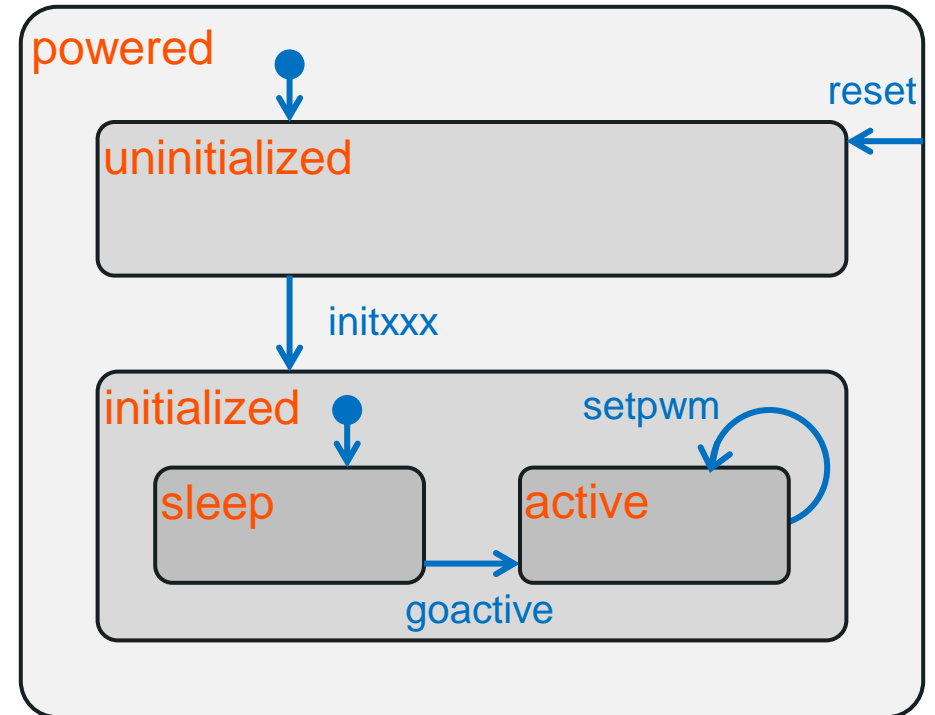 powered
reset
uninitialized
initxxx
initialized
setpwm
sleep
active
goactive